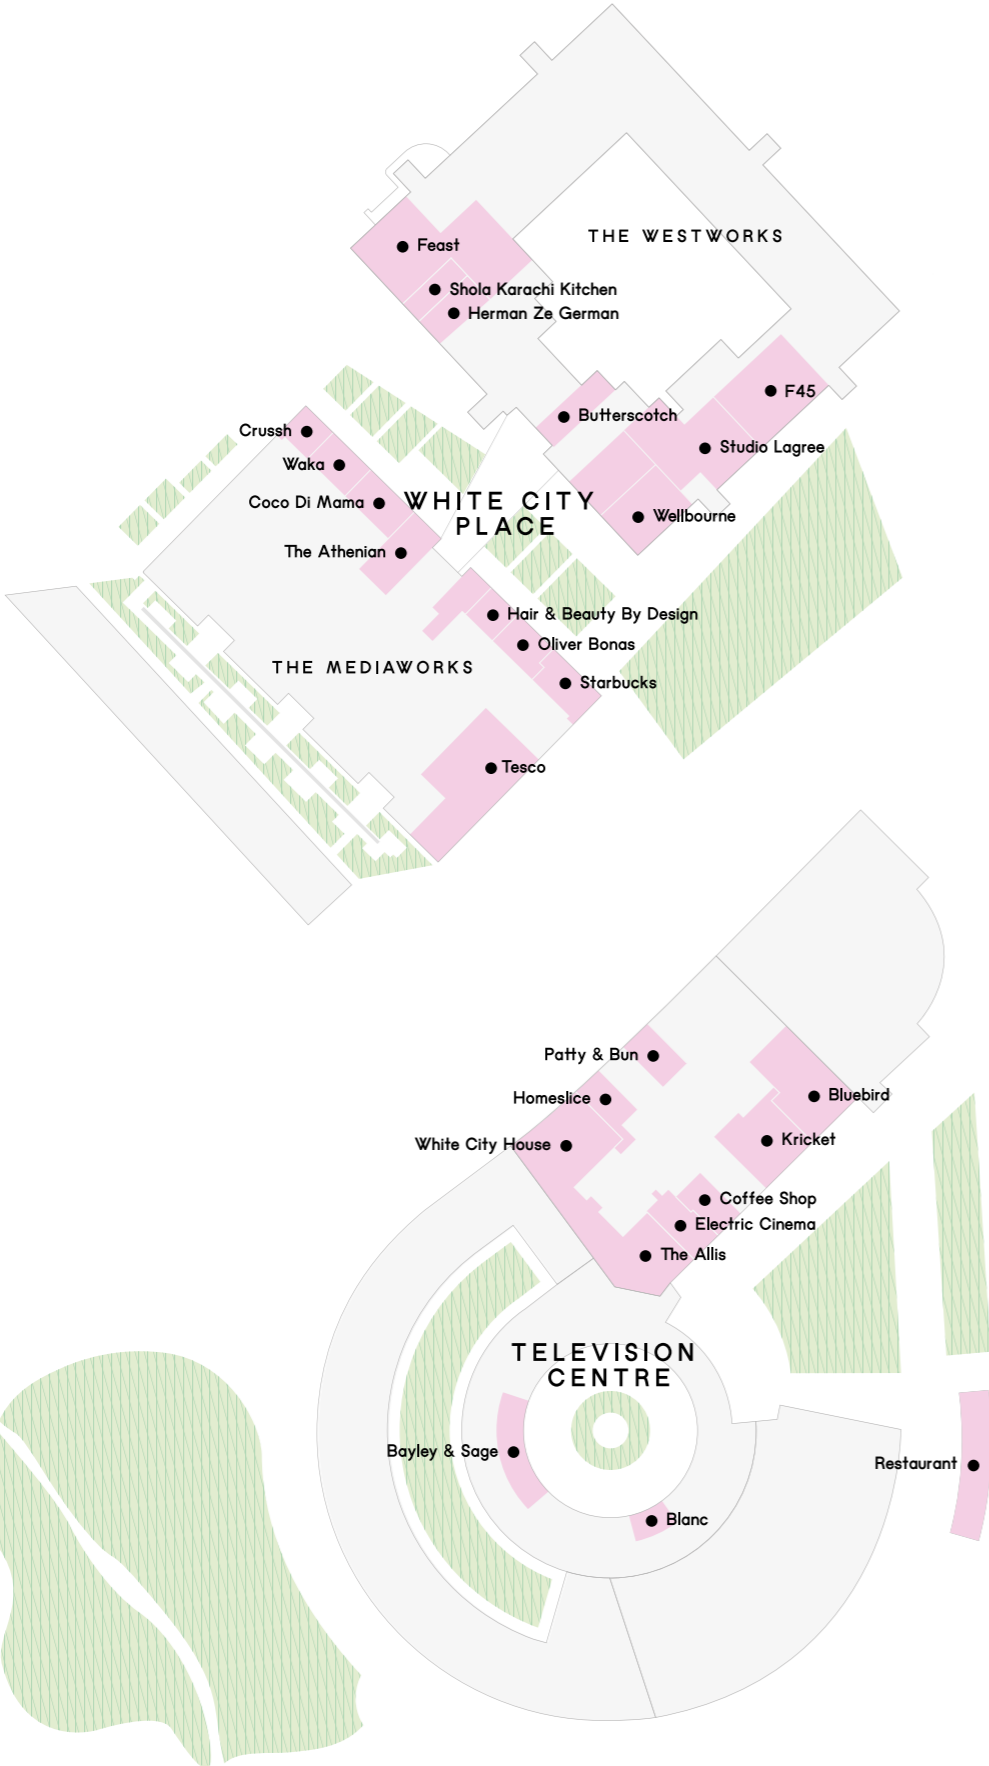 THE WESTWORKS
Feast
Shola Karachi Kitchen
Herman Ze German
F45
Butterscotch
Crussh
Studio Lagree
Waka
Coco Di Mama
WHITE CITY
PLACE
Wellbourne
The Athenian
Hair & Beauty By Design
Oliver Bonas
THE MEDIAWORKS
Starbucks
Tesco
Patty & Bun
Homeslice
Bluebird
White City House
Kricket
Coffee Shop
Electric Cinema
The Allis
TELEVISION
CENTRE
Bayley & Sage
Restaurant
Blanc